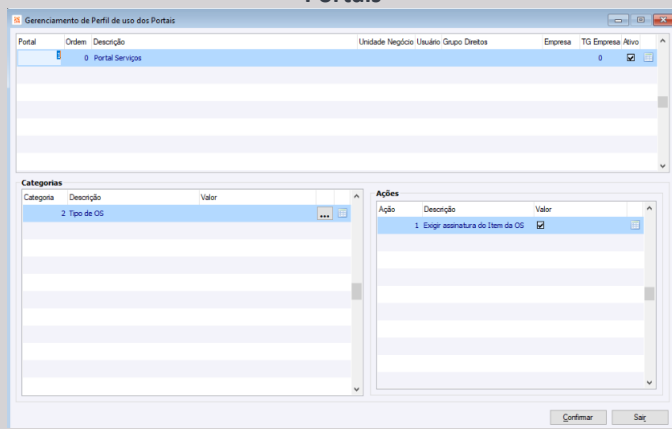 Portais
Gerenciamento de Perfil de uso dos Portais
Portal Ordem Descrição Unidade Negócio Usuário Grupo Direitos Empresa TG Empresa Ativo
0 Portal Serviços 0
Categorias
Categoria Descrição Valor
2 Tipo de OS ...
Ações
Ação Descrição Valor
1 Exigir assinatura do Item da OS
Confirmar Sair